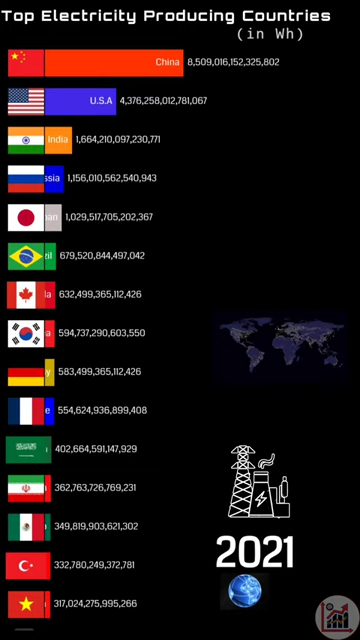 Top Electricity Producing Countries
(in Wh)
China 8,509,016,152,325,802
U.S.A 4,376,258,012,781,067
India 1,664,210,097,230,771
ssia 1,156,010,562,540,943
an 1,029,517,705,202,367
zil 679,520,844,497,042
da 632,499,365,112,426
a 594,737,290,603,550
y 583,499,365,112,426
e 554,624,936,899,408
402,664,591,147,929
362,763,726,769,231
349,819,903,621,302
332,780,249,372,781
317,024,275,995,266
2021